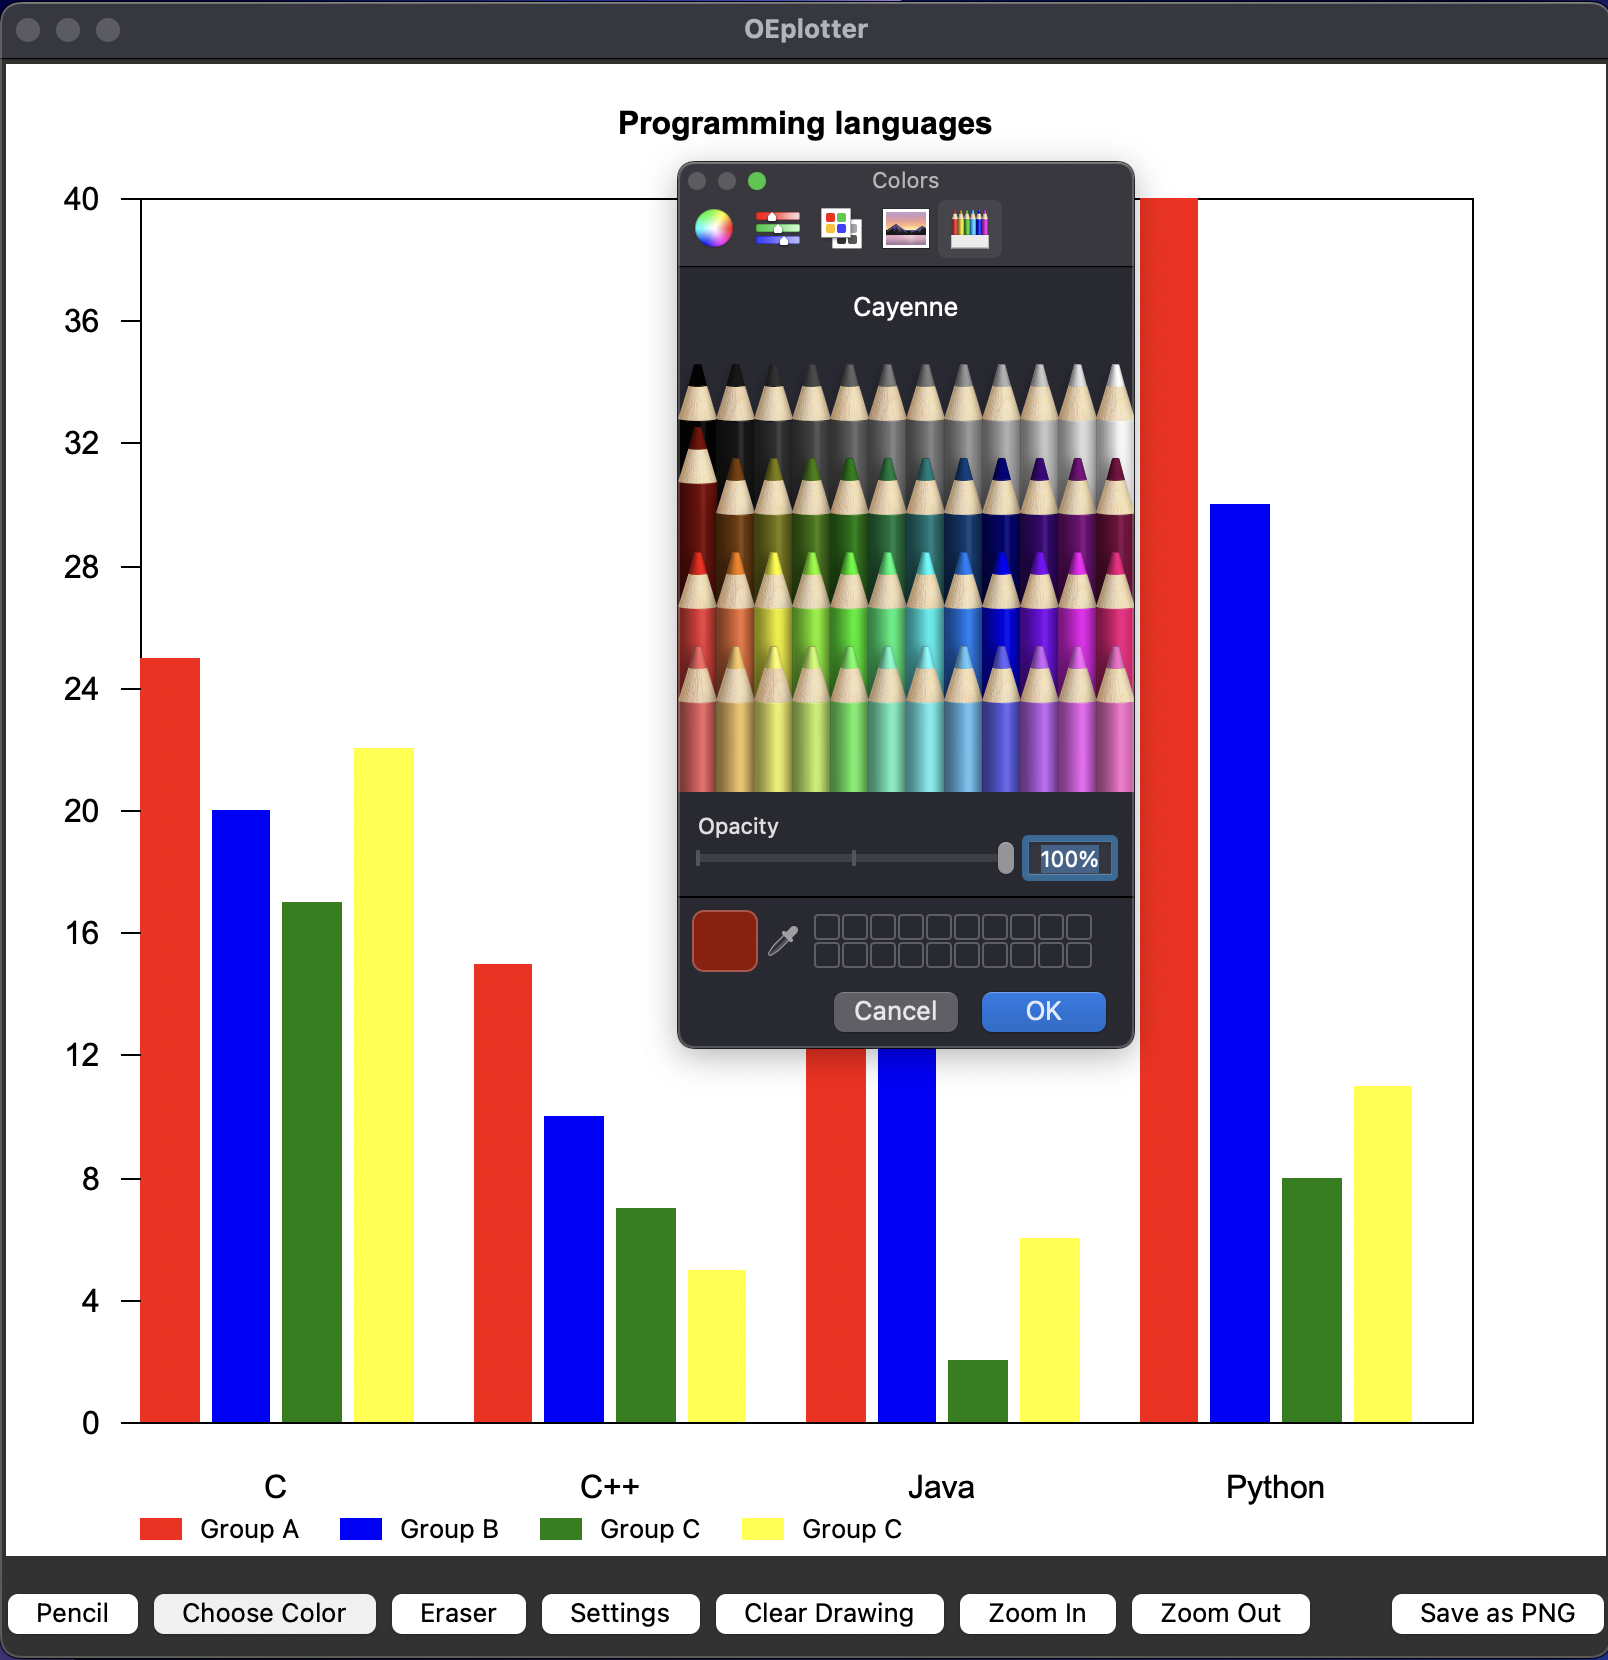 OEplotter
Programming languages
Colors
Cayenne
40
36
32
28
24
20
16
12
8
4
0
Opacity
100%
Cancel OK
C C++ Java Python
Group A Group B Group C Group C
Pencil Choose Color Eraser Settings Clear Drawing Zoom In Zoom Out Save as PNG